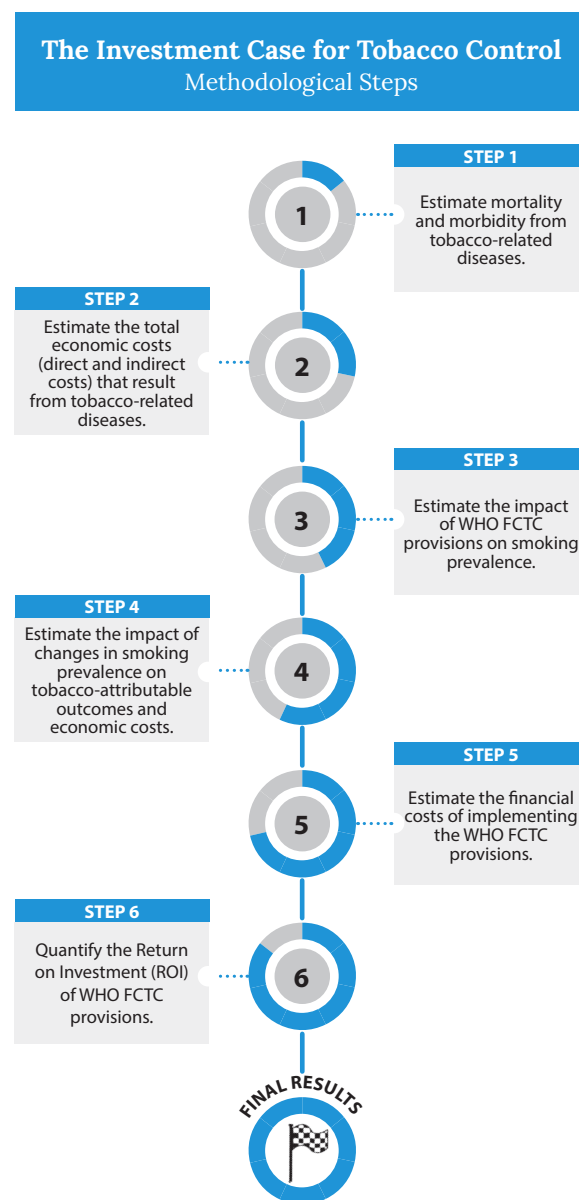 The Investment Case for Tobacco Control
Methodological Steps
1
STEP 1
Estimate mortality
and morbidity from
tobacco-related
diseases.
STEP 2
Estimate the total
economic costs
(direct and indirect
costs) that result
from tobacco-related
diseases.
2
3
STEP 3
Estimate the impact
of WHO FCTC
provisions on smoking
prevalence.
STEP 4
Estimate the impact of
changes in smoking
prevalence on
tobacco-attributable
outcomes and
economic costs.
4
5
STEP 5
Estimate the financial
costs of implementing
the WHO FCTC
provisions.
STEP 6
Quantify the Return
on Investment (ROI)
of WHO FCTC
provisions.
6
FINAL RESULTS